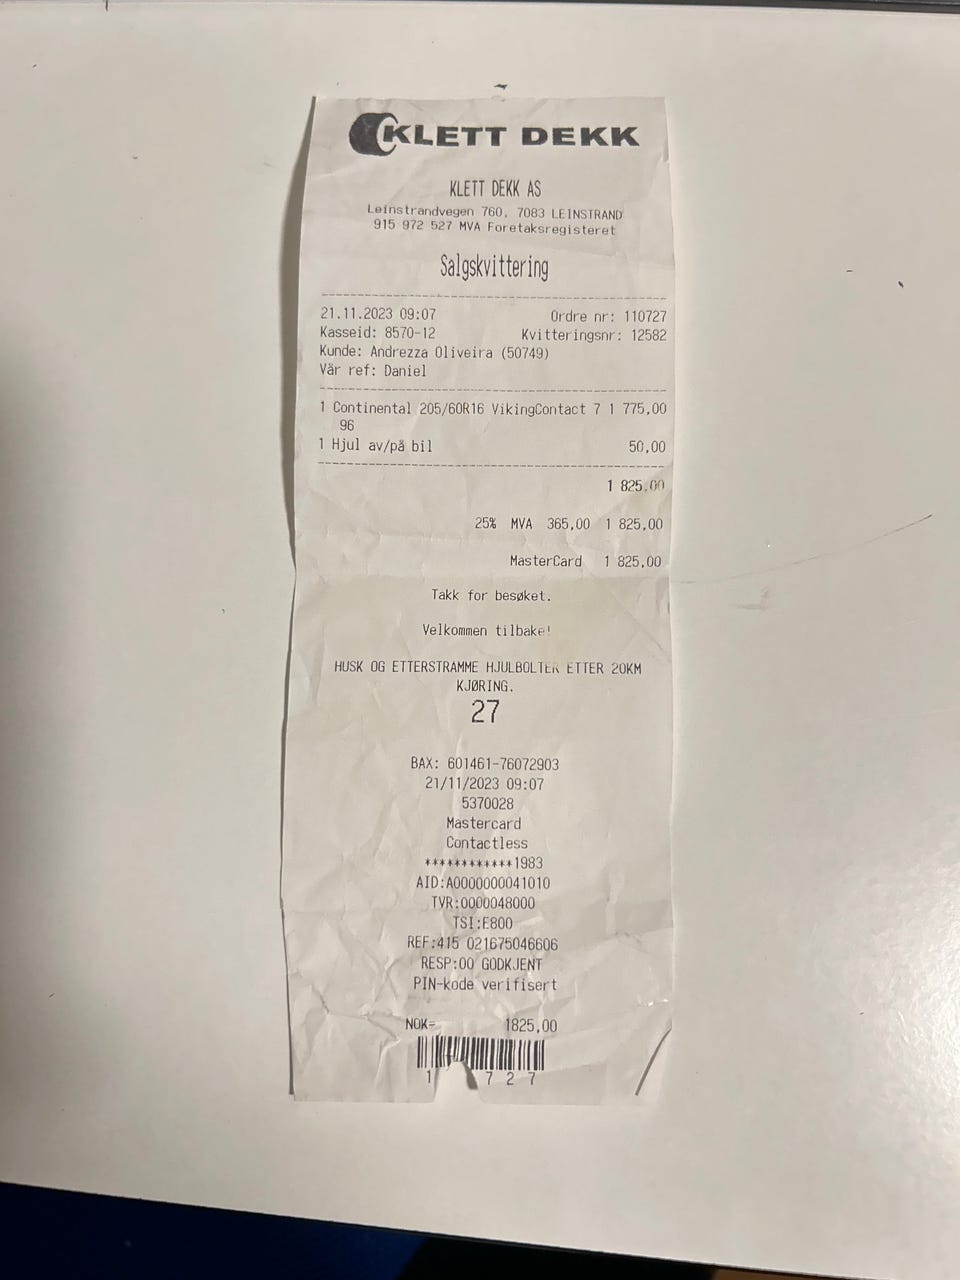 KLETT DEKK
KLETT DEKK AS
Leinstrandvegen 760, 7083 LEINSTRAND
915 972 527 MVA Foretaksregisteret
Salgskvittering
21.11.2023 09:07 Ordre nr: 110727
Kasseid: 8570-12 Kvitteringsnr: 12582
Kunde: Andrezza Oliveira (50749)
Vår ref: Daniel
1 Continental 205/60R16 VikingContact 7 1 775,00
96
1 Hjul av/på bil 50,00
1 825,00
25% MVA 365,00 1 825,00
MasterCard 1 825,00
Takk for besøket.
Velkommen tilbake!
HUSK OG ETTERSTRAMME HJULBOLTER ETTER 20KM
KJØRING.
27
BAX: 601461-76072903
21/11/2023 09:07
5370028
Mastercard
Contactless
************1983
AID:A0000000041010
TVR:0000048000
TSI:E800
REF:415 021675046606
RESP:00 GODKJENT
PIN-kode verifisert
NOK= 1825,00
1 7 2 7